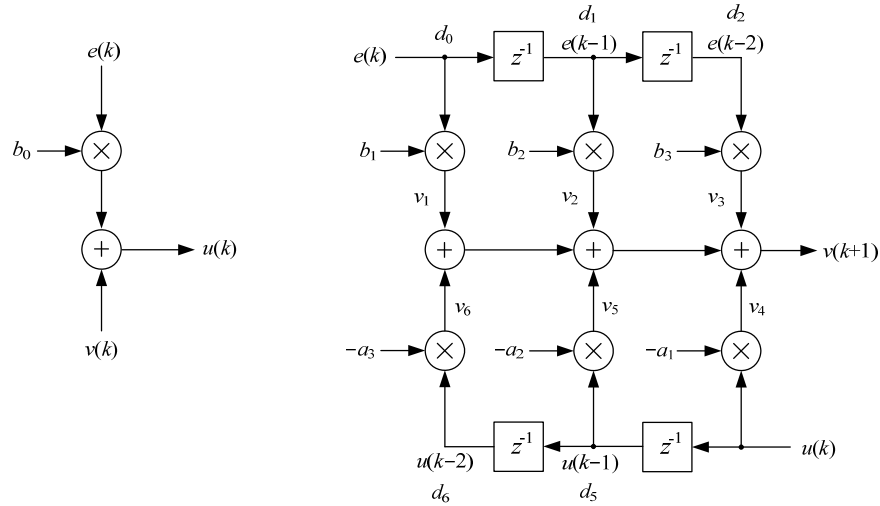 d₀ d₁ d₂
e(k) e(k) z⁻¹ e(k−1) z⁻¹ e(k−2)
b₀ × b₁ × b₂ × b₃ ×
v₁ v₂ v₃
+ u(k) + + + v(k+1)
v₆ v₅ v₄
v(k) −a₃ × −a₂ × −a₁ ×
u(k−2) z⁻¹ u(k−1) z⁻¹ u(k)
d₆ d₅